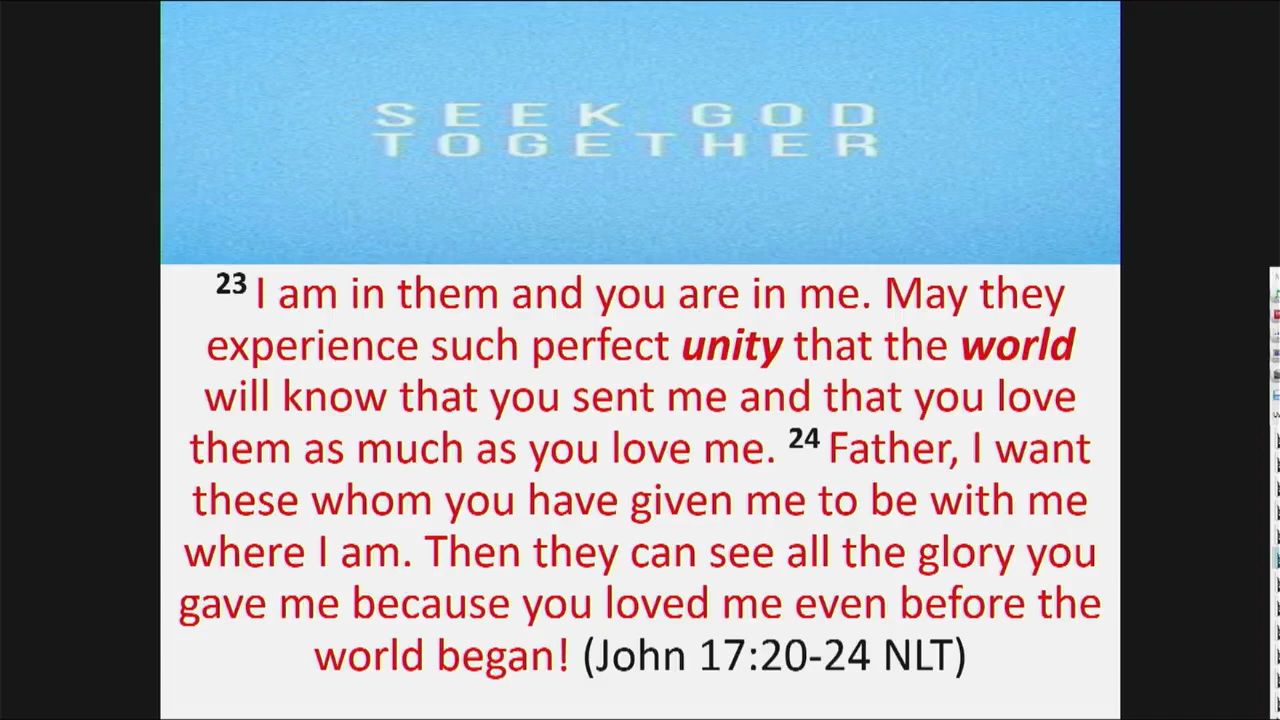 SEEK GOD
TOGETHER
23 I am in them and you are in me. May they
experience such perfect unity that the world
will know that you sent me and that you love
them as much as you love me. 24 Father, I want
these whom you have given me to be with me
where I am. Then they can see all the glory you
gave me because you loved me even before the
world began! (John 17:20-24 NLT)